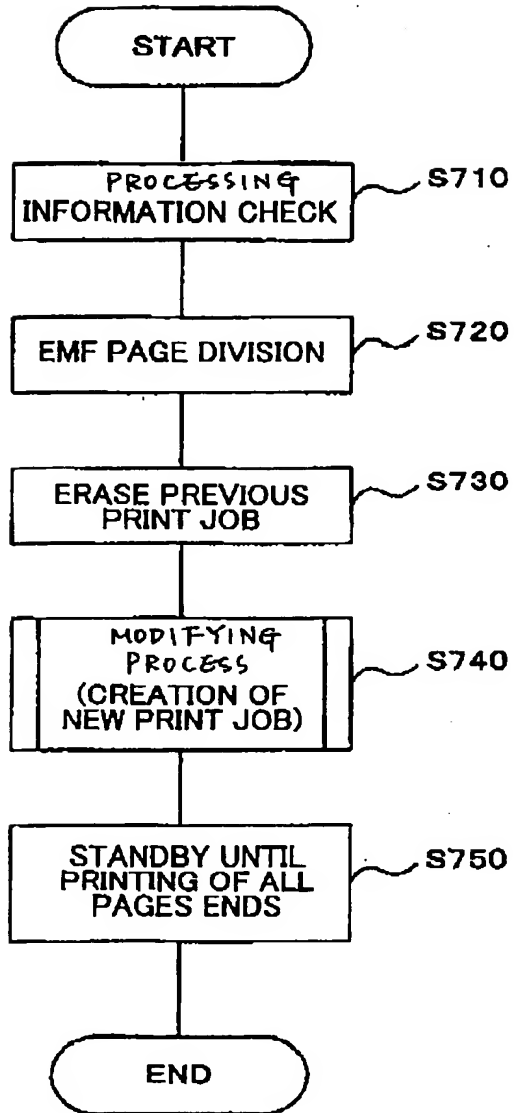 START
PROCESSING
INFORMATION CHECK
S710
EMF PAGE DIVISION
S720
ERASE PREVIOUS
PRINT JOB
S730
MODIFYING
PROCESS
(CREATION OF
NEW PRINT JOB)
S740
STANDBY UNTIL
PRINTING OF ALL
PAGES ENDS
S750
END